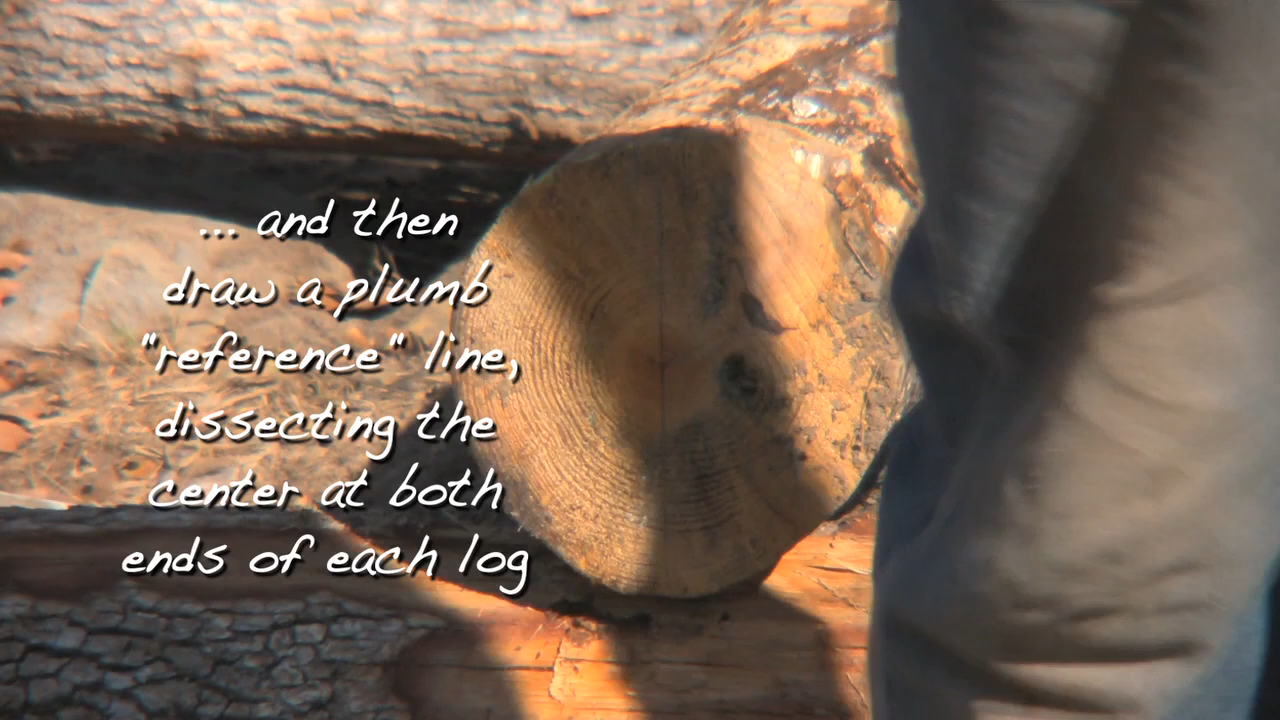 ... and then
draw a plumb
"reference" line,
dissecting the
center at both
ends of each log